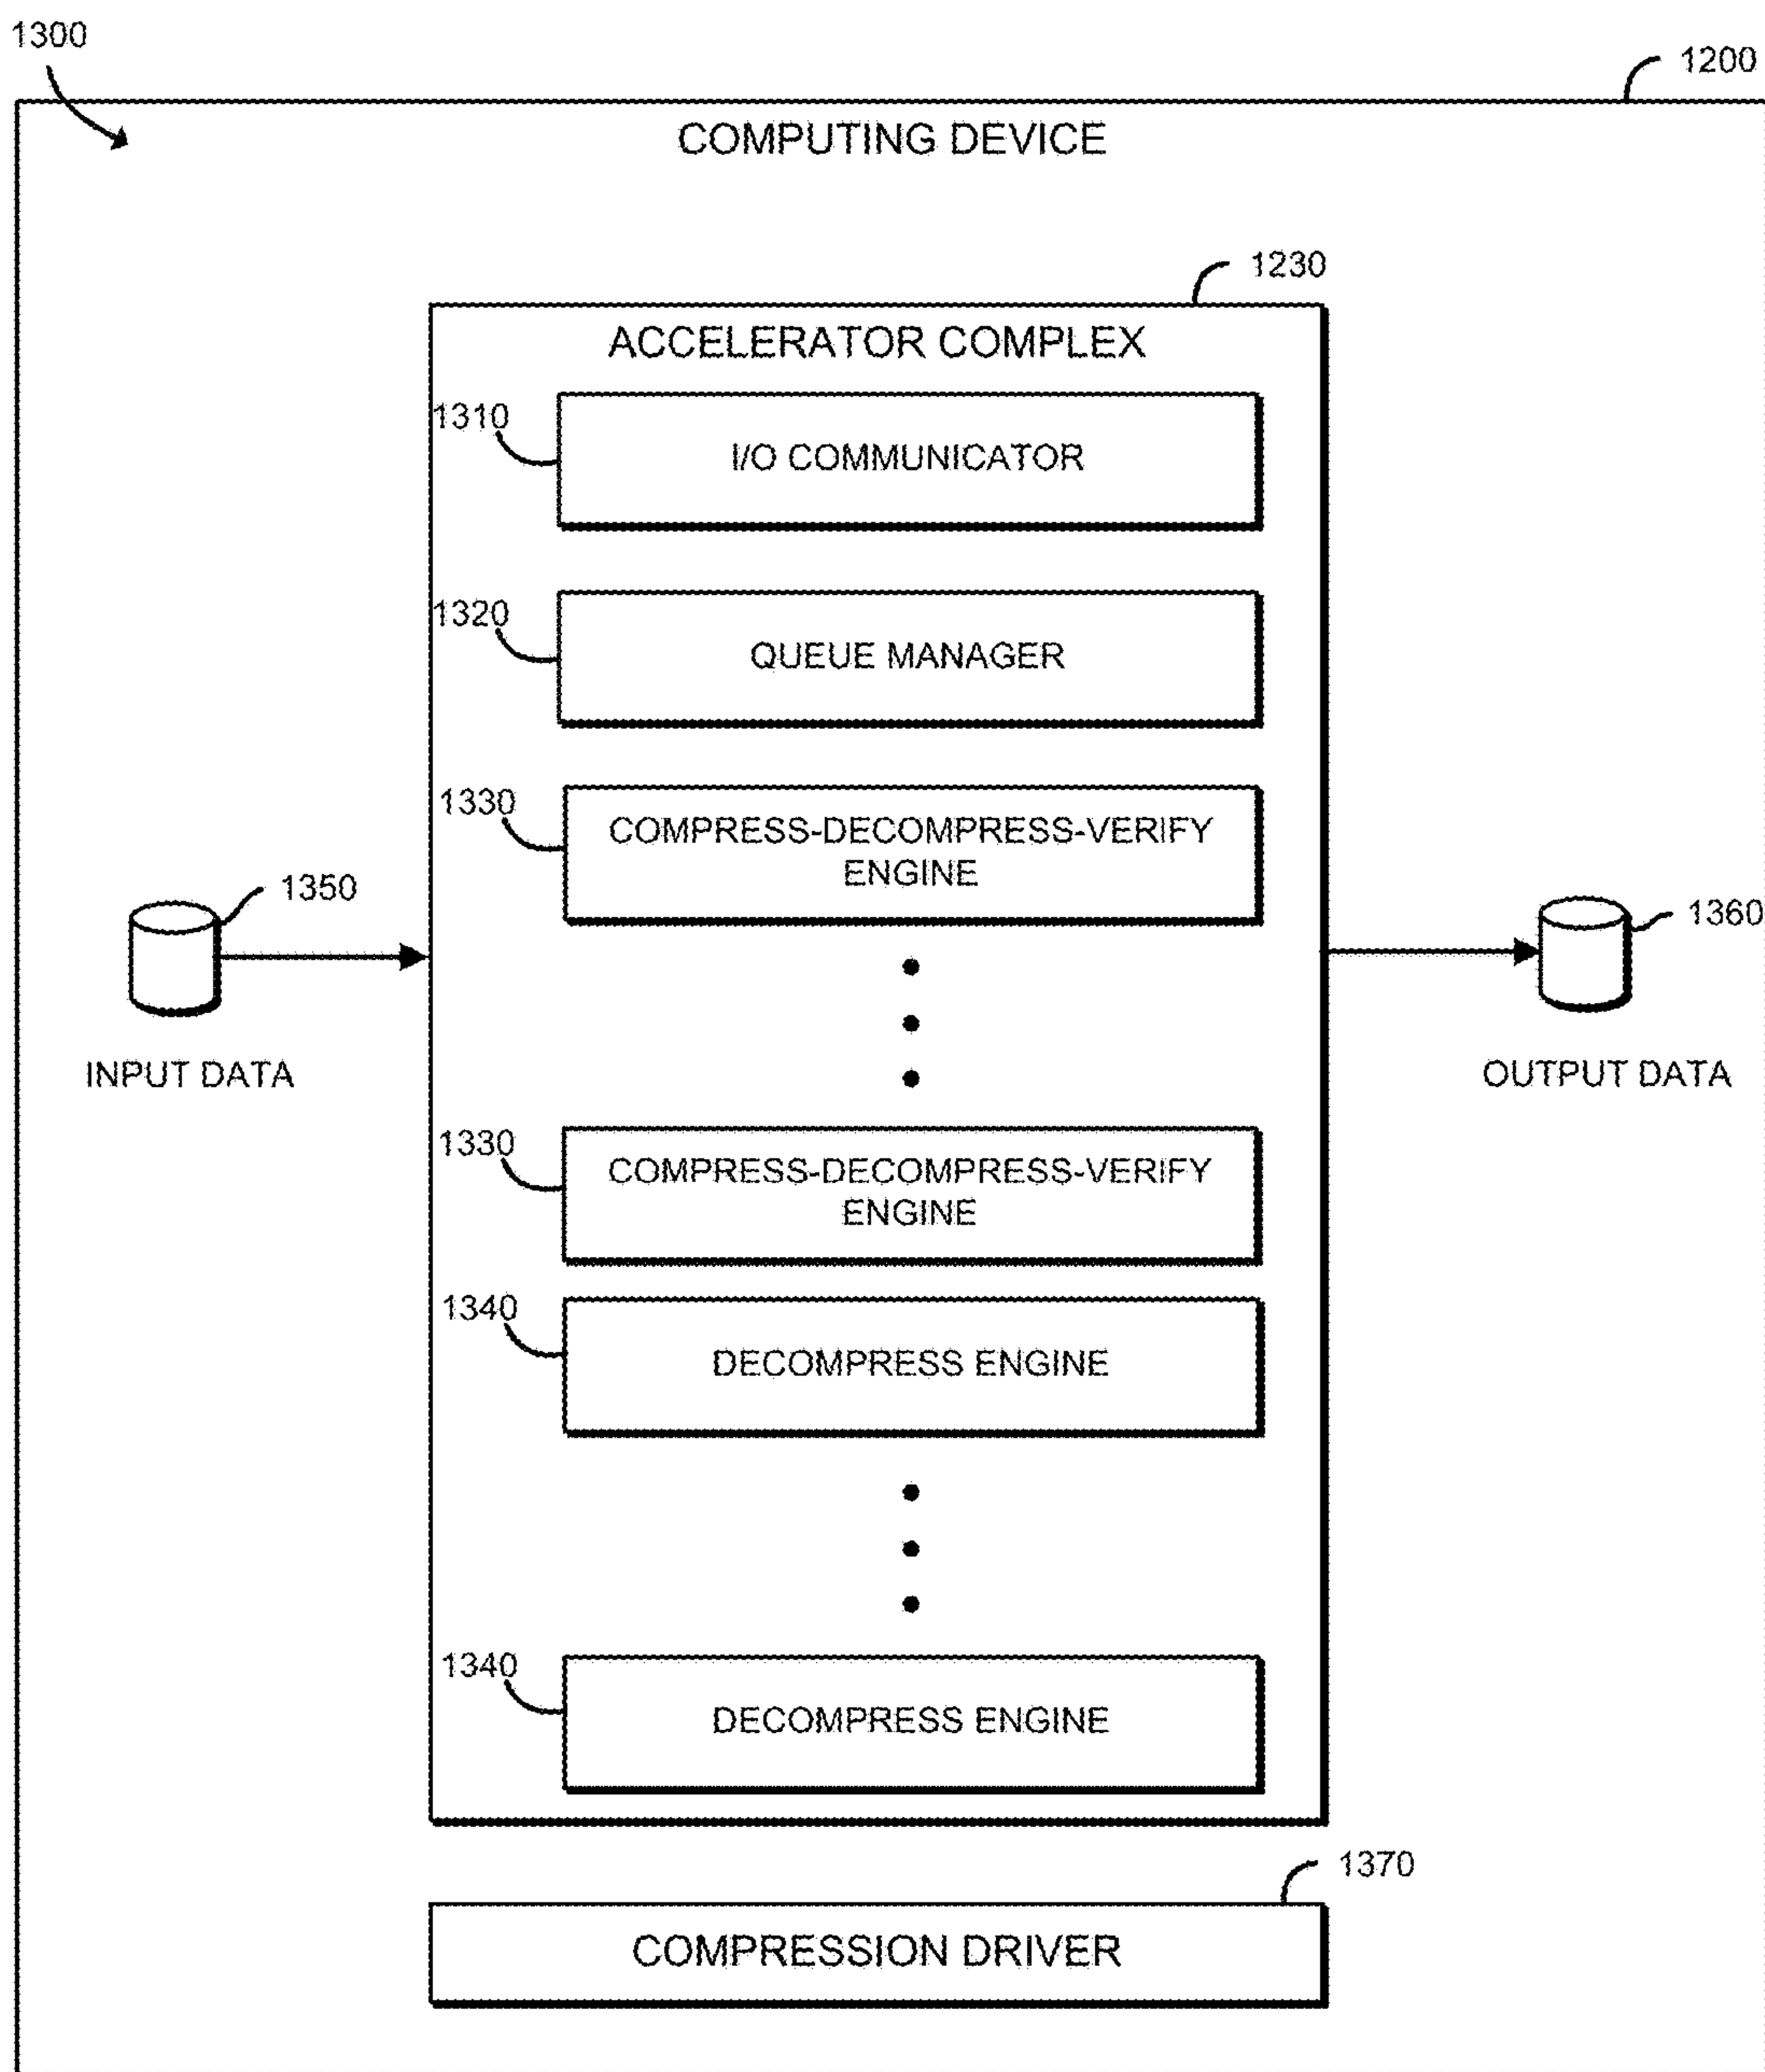 1300
1200
COMPUTING DEVICE
1230
ACCELERATOR COMPLEX
1310
I/O COMMUNICATOR
1320
QUEUE MANAGER
1330
COMPRESS-DECOMPRESS-VERIFY
ENGINE
1350
1360
INPUT DATA
OUTPUT DATA
1330
COMPRESS-DECOMPRESS-VERIFY
ENGINE
1340
DECOMPRESS ENGINE
1340
DECOMPRESS ENGINE
1370
COMPRESSION DRIVER